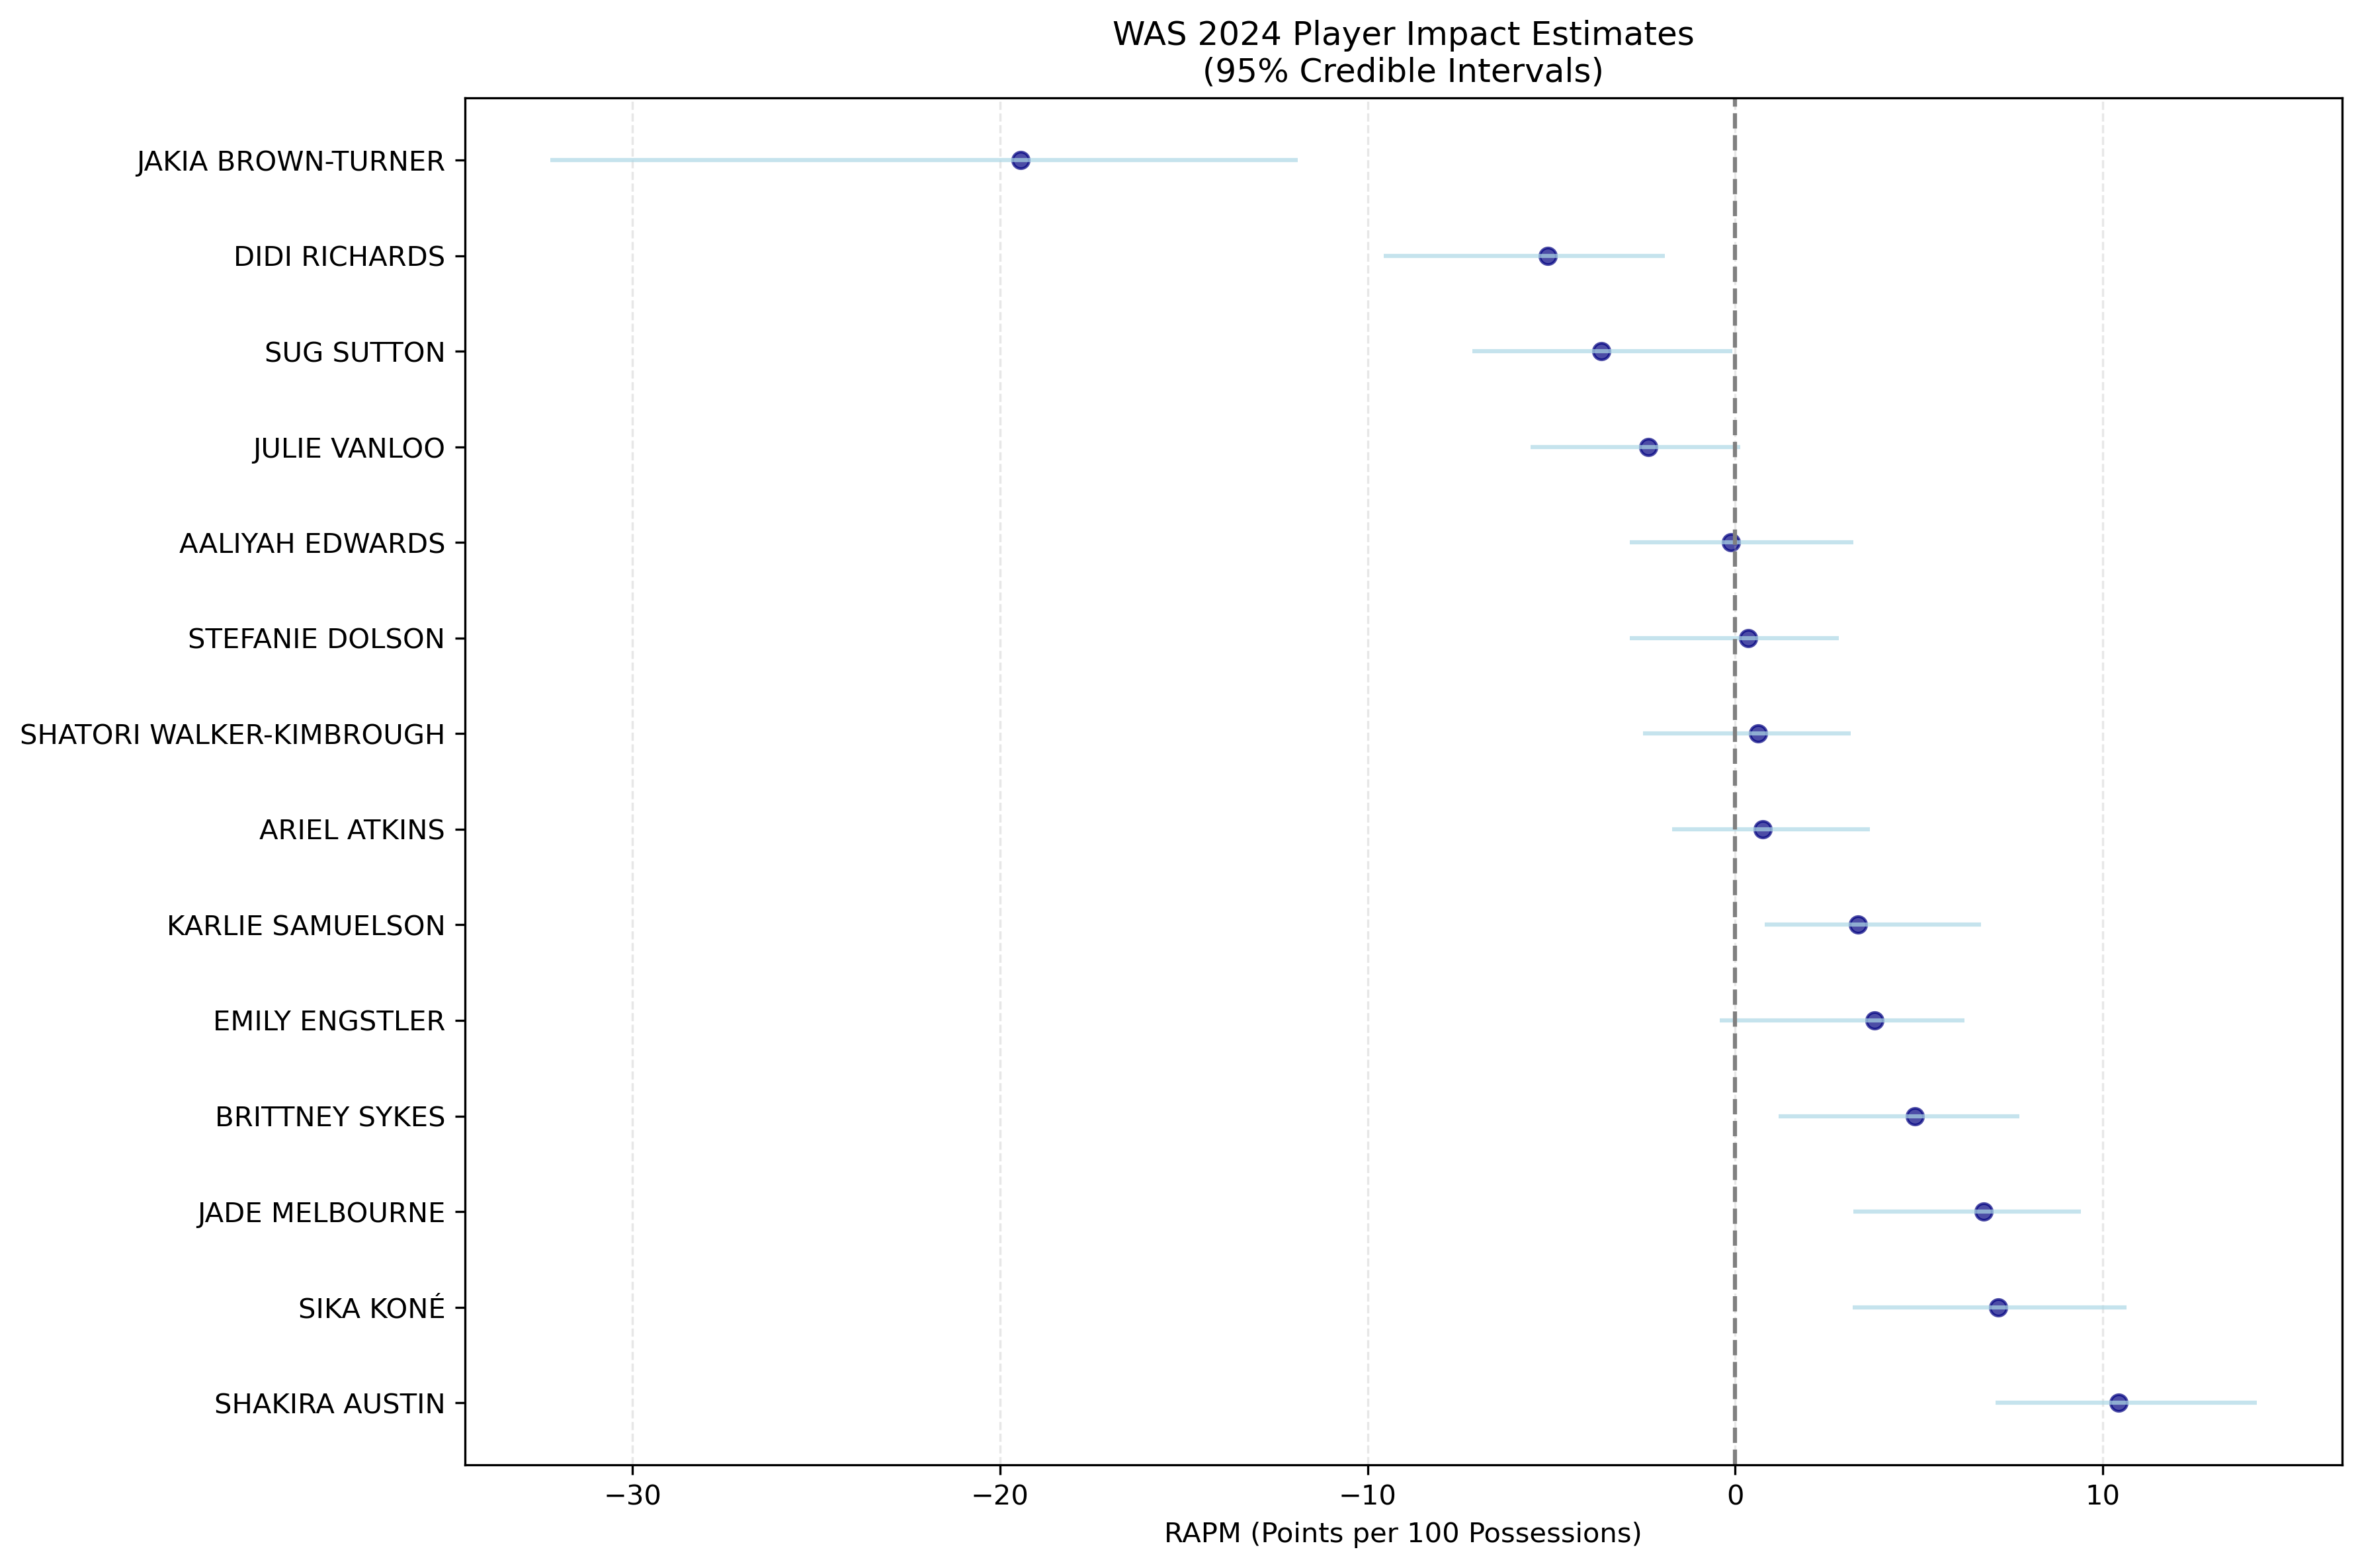 WAS 2024 Player Impact Estimates
(95% Credible Intervals)
JAKIA BROWN-TURNER
DIDI RICHARDS
SUG SUTTON
JULIE VANLOO
AALIYAH EDWARDS
STEFANIE DOLSON
SHATORI WALKER-KIMBROUGH
ARIEL ATKINS
KARLIE SAMUELSON
EMILY ENGSTLER
BRITTNEY SYKES
JADE MELBOURNE
SIKA KONÉ
SHAKIRA AUSTIN
−30 −20 −10 0 10
RAPM (Points per 100 Possessions)